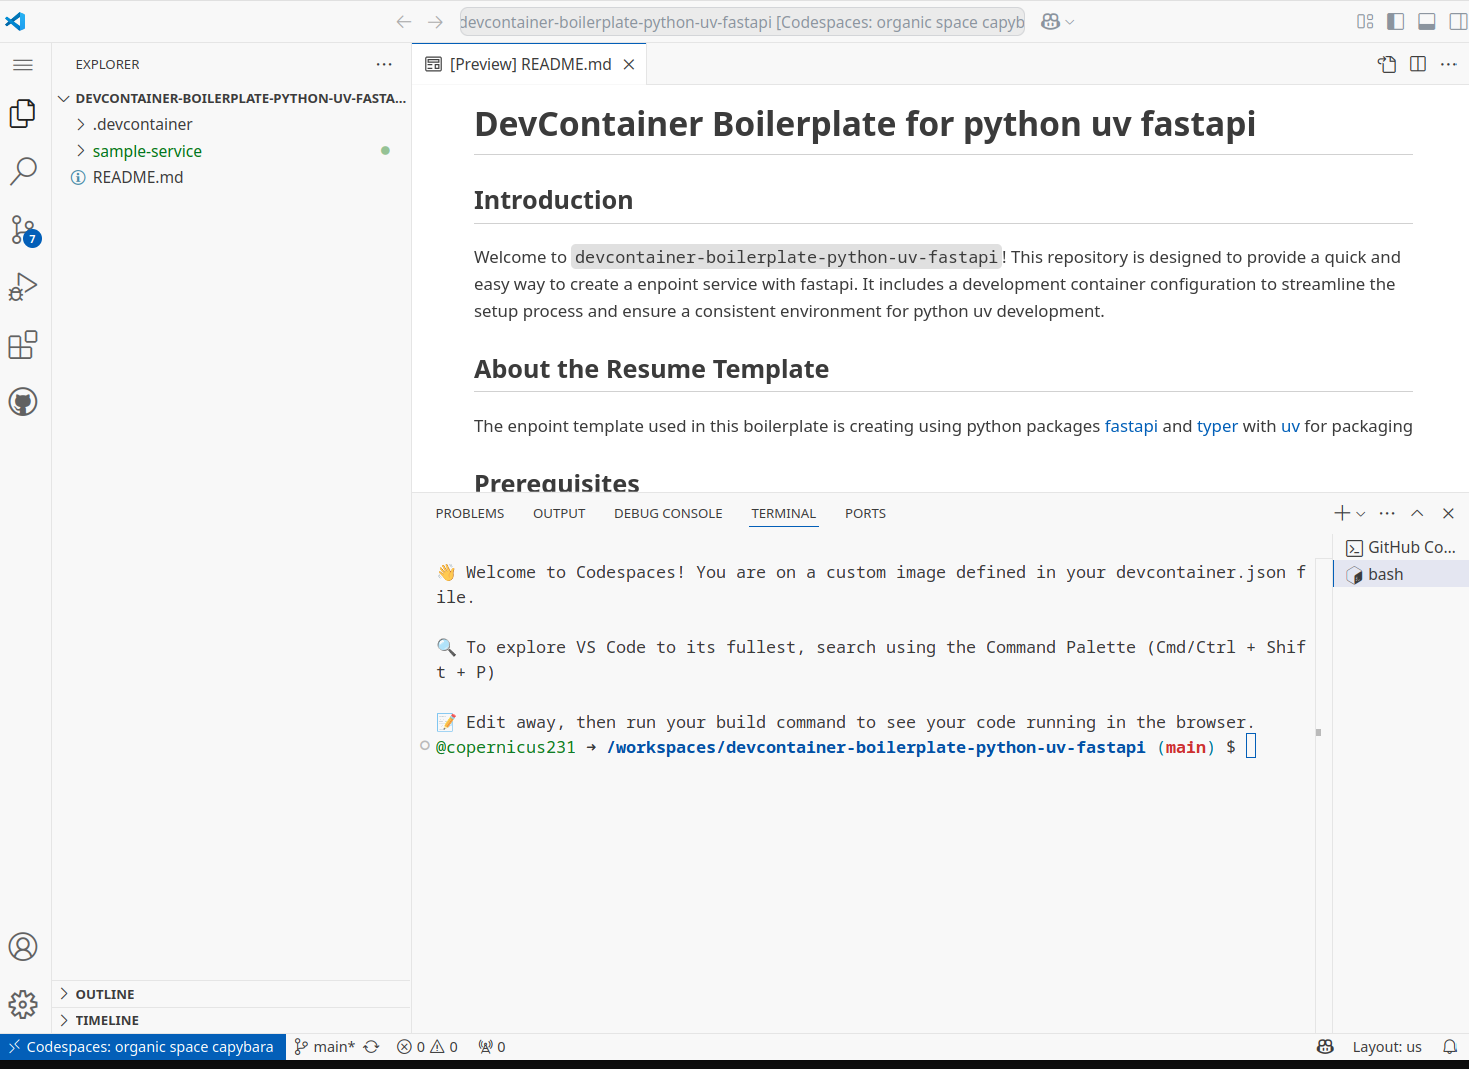 devcontainer-boilerplate-python-uv-fastapi [Codespaces: organic space capyb
EXPLORER
DEVCONTAINER-BOILERPLATE-PYTHON-UV-FASTA...
.devcontainer
sample-service
README.md
7
OUTLINE
TIMELINE
[Preview] README.md
DevContainer Boilerplate for python uv fastapi
Introduction
Welcome to devcontainer-boilerplate-python-uv-fastapi! This repository is designed to provide a quick and
easy way to create a enpoint service with fastapi. It includes a development container configuration to streamline the
setup process and ensure a consistent environment for python uv development.
About the Resume Template
The enpoint template used in this boilerplate is creating using python packages fastapi and typer with uv for packaging
Prerequisites
PROBLEMS OUTPUT DEBUG CONSOLE TERMINAL PORTS
👋 Welcome to Codespaces! You are on a custom image defined in your devcontainer.json f
ile.
🔍 To explore VS Code to its fullest, search using the Command Palette (Cmd/Ctrl + Shif
t + P)
📝 Edit away, then run your build command to see your code running in the browser.
@copernicus231 ➜ /workspaces/devcontainer-boilerplate-python-uv-fastapi (main) $
GitHub Co...
bash
Codespaces: organic space capybara main* 0 0 0 Layout: us